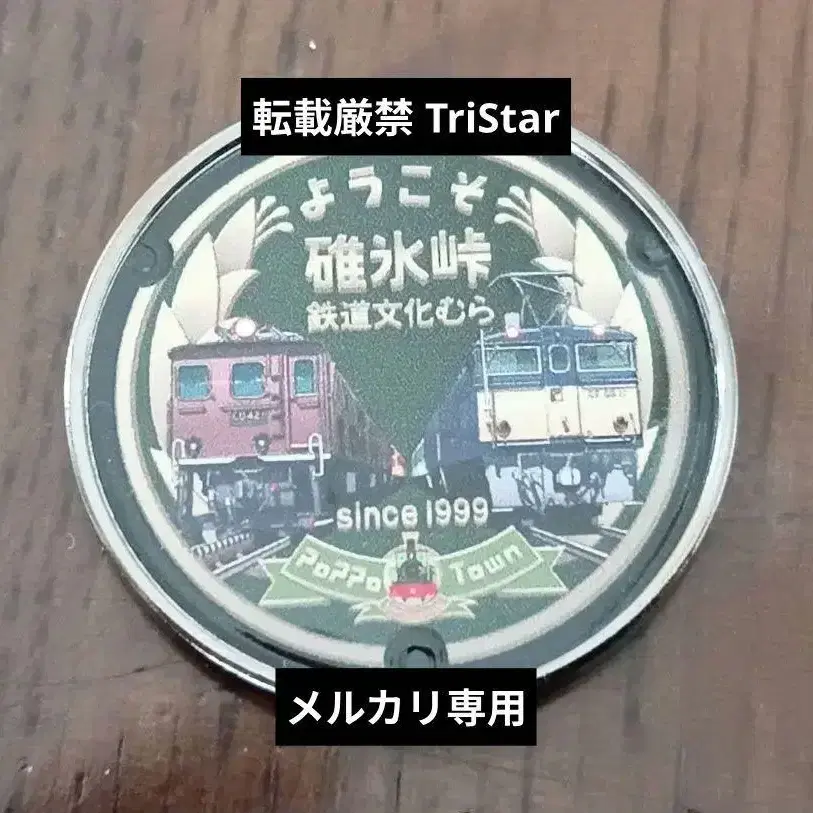 転載厳禁 TriStar
ようこそ
碓氷峠
鉄道文化むら
ED42
since 1999
PoPPo Town
メルカリ専用